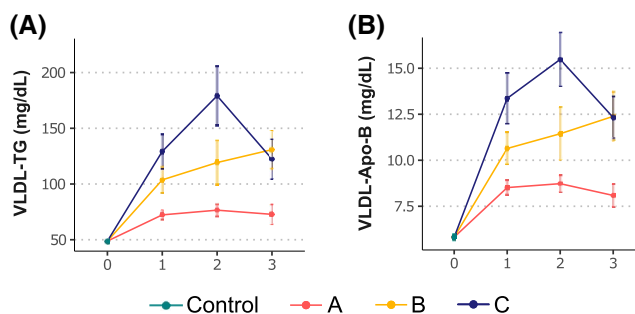 (A)
VLDL-TG (mg/dL)
200
150
100
50
0 1 2 3
(B)
VLDL-Apo-B (mg/dL)
15.0
12.5
10.0
7.5
0 1 2 3
Control A B C